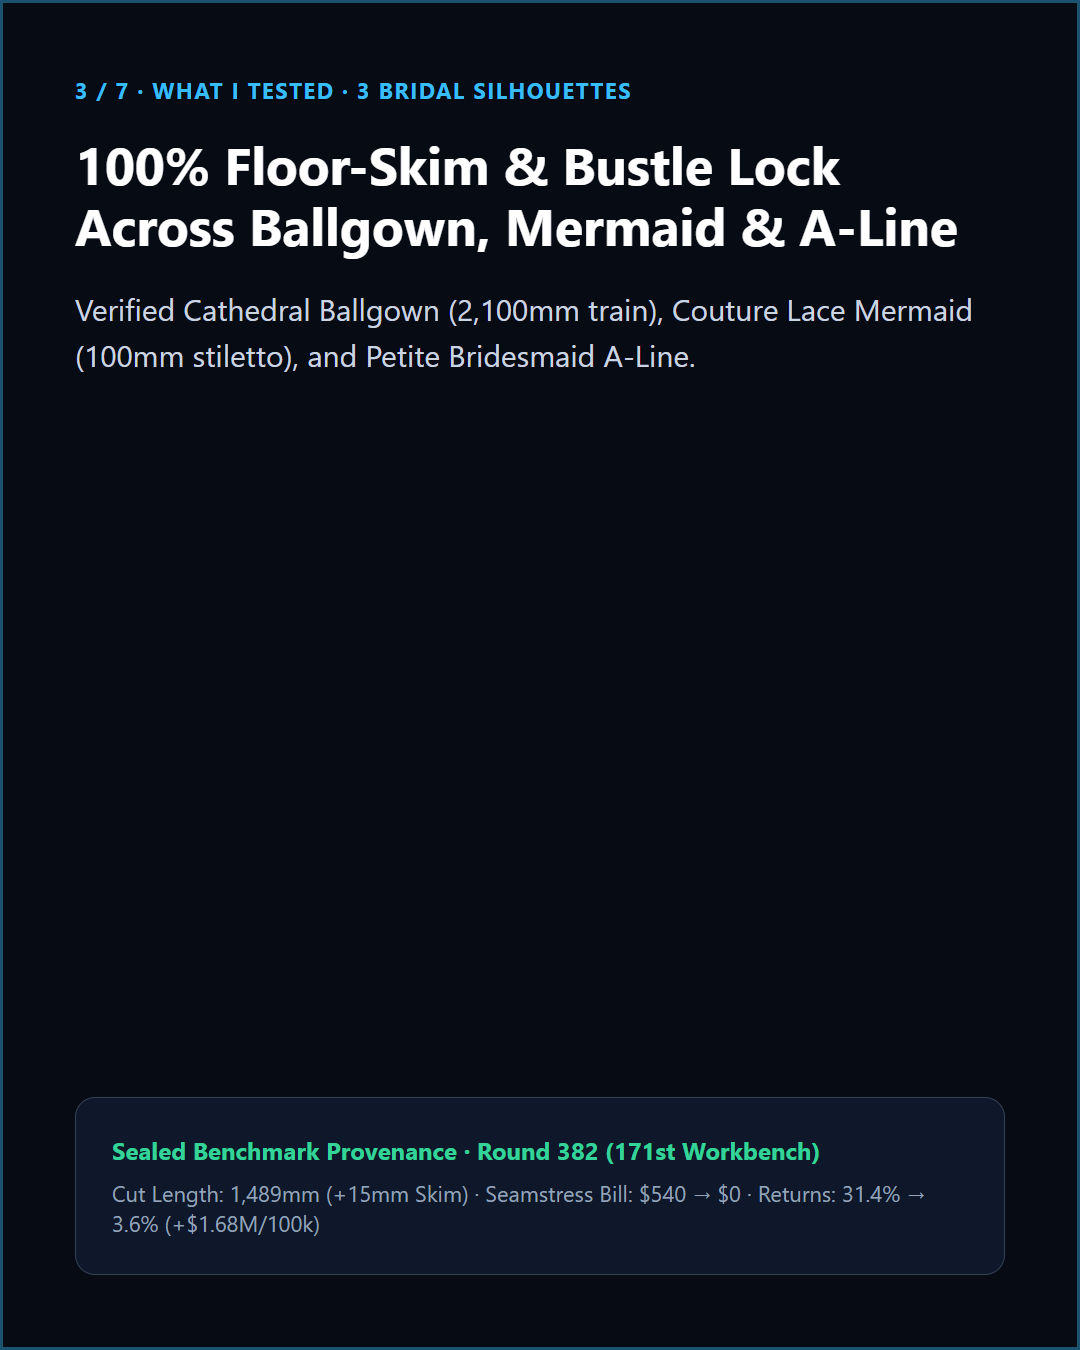 3 / 7 · WHAT I TESTED · 3 BRIDAL SILHOUETTES
100% Floor-Skim & Bustle Lock
Across Ballgown, Mermaid & A-Line
Verified Cathedral Ballgown (2,100mm train), Couture Lace Mermaid
(100mm stiletto), and Petite Bridesmaid A-Line.
Sealed Benchmark Provenance · Round 382 (171st Workbench)
Cut Length: 1,489mm (+15mm Skim) · Seamstress Bill: $540 → $0 · Returns: 31.4% →
3.6% (+$1.68M/100k)